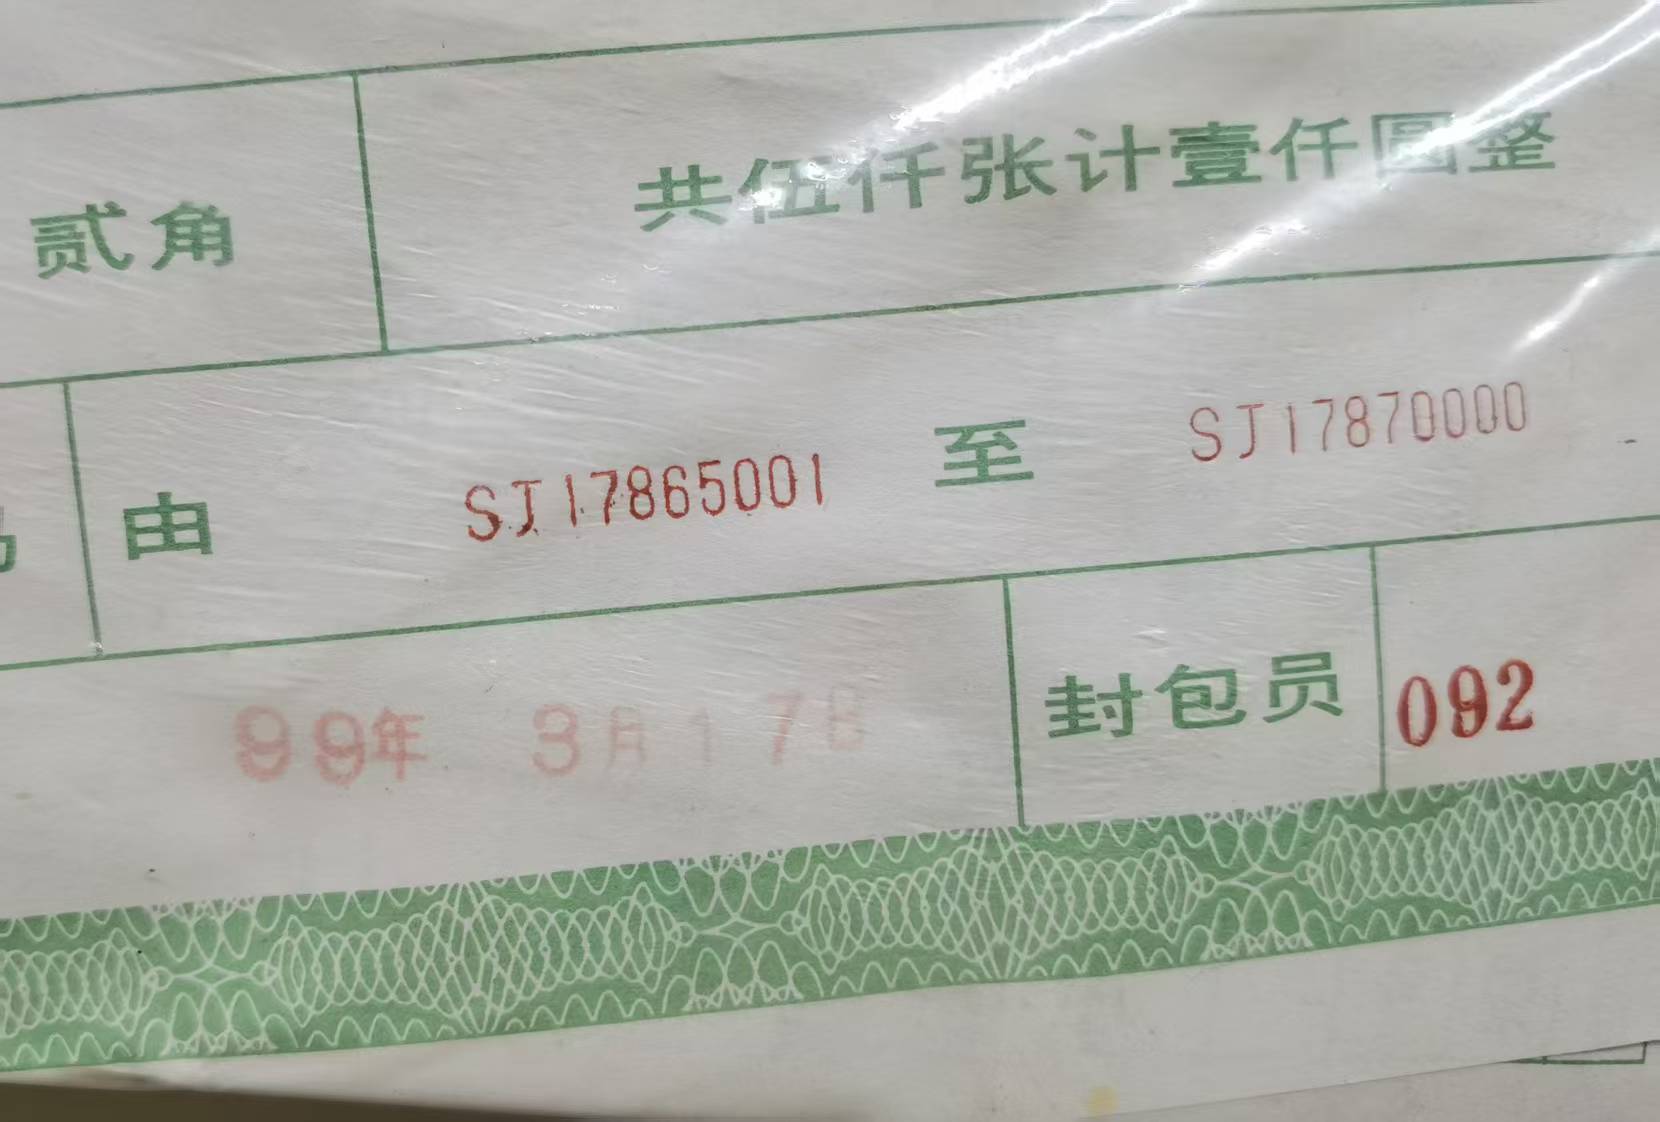 贰角 共伍仟张计壹仟圆整
由 SJ17865001 至 SJ17870000
99年 3月17日 封包员 092